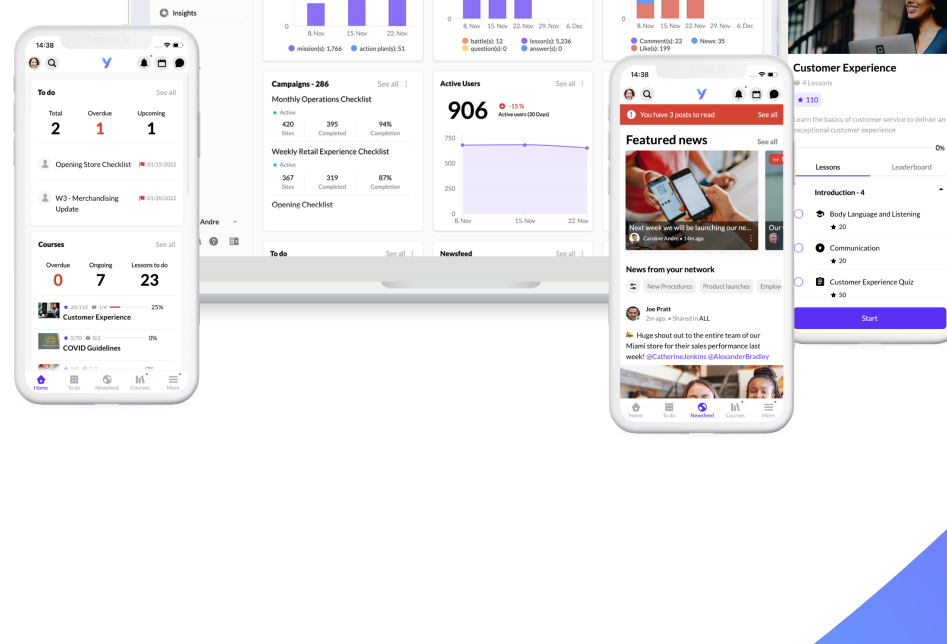 Insights
0
8. Nov 15. Nov 22. Nov
mission(s): 1,766 action plan(s): 51
0
8. Nov 15. Nov 22. Nov 29. Nov 6. Dec
battle(s): 12 lesson(s): 5,236
question(s): 0 answer(s): 0
0
8. Nov 15. Nov 22. Nov 29. Nov 6. Dec
Comment(s): 22 News: 35
Like(s): 199
Campaigns - 286 See all
Monthly Operations Checklist
Active
420 395 94%
Sites Completed Completion
Weekly Retail Experience Checklist
Active
367 319 87%
Sites Completed Completion
Opening Checklist
Active Users See all
906 -15%
Active users (30 Days)
750
500
250
0
8. Nov 15. Nov 22. Nov
Andre
To do See all
Newsfeed See all
14:38
To do See all
Total Overdue Upcoming
2 1 1
Opening Store Checklist 01/15/2022
W3 - Merchandising 01/20/2022
Update
Courses See all
Overdue Ongoing Lessons to do
0 7 23
20/110 1/4 25%
Customer Experience
0/70 0/2 0%
COVID Guidelines
Home To do Newsfeed Courses More
14:38
You have 3 posts to read See all
Featured news See all
Next week we will be launching our ne... Our
Caroline Andre • 14m ago
News from your network
New Procedures Product launches Employ
Joe Pratt
2m ago. • Shared in ALL
Huge shout out to the entire team of our
Miami store for their sales performance last
week! @CatherineJenkins @AlexanderBradley
Home To do Newsfeed Courses More
Customer Experience
4 Lessons
110
Learn the basics of customer service to deliver an
exceptional customer experience
0%
Lessons Leaderboard
Introduction - 4
Body Language and Listening
20
Communication
20
Customer Experience Quiz
50
Start